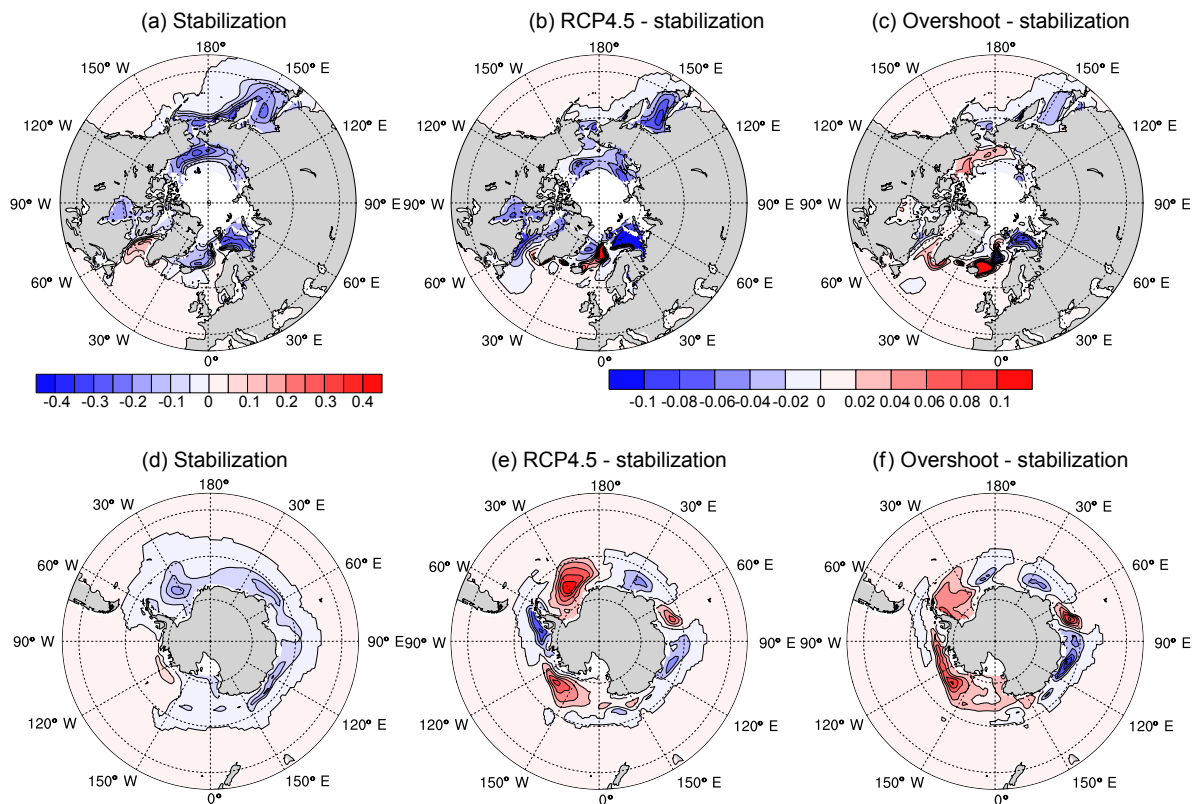 (a) Stabilization (b) RCP4.5 - stabilization (c) Overshoot - stabilization
180° 180° 180°
150° W 150° E 150° W 150° E 150° W 150° E
120° W 120° E 120° W 120° E 120° W 120° E
90° W 90° E 90° W 90° E 90° W 90° E
60° W 60° E 60° W 60° E 60° W 60° E
30° W 30° E 30° W 30° E 30° W 30° E
0° 0° 0°
-0.4 -0.3 -0.2 -0.1 0 0.1 0.2 0.3 0.4 -0.1 -0.08 -0.06 -0.04 -0.02 0 0.02 0.04 0.06 0.08 0.1
(d) Stabilization (e) RCP4.5 - stabilization (f) Overshoot - stabilization
180° 180° 180°
30° W 30° E 30° W 30° E 30° W 30° E
60° W 60° E 60° W 60° E 60° W 60° E
90° W 90° E 90° W 90° E 90° W 90° E
120° W 120° E 120° W 120° E 120° W 120° E
150° W 150° E 150° W 150° E 150° W 150° E
0° 0° 0°